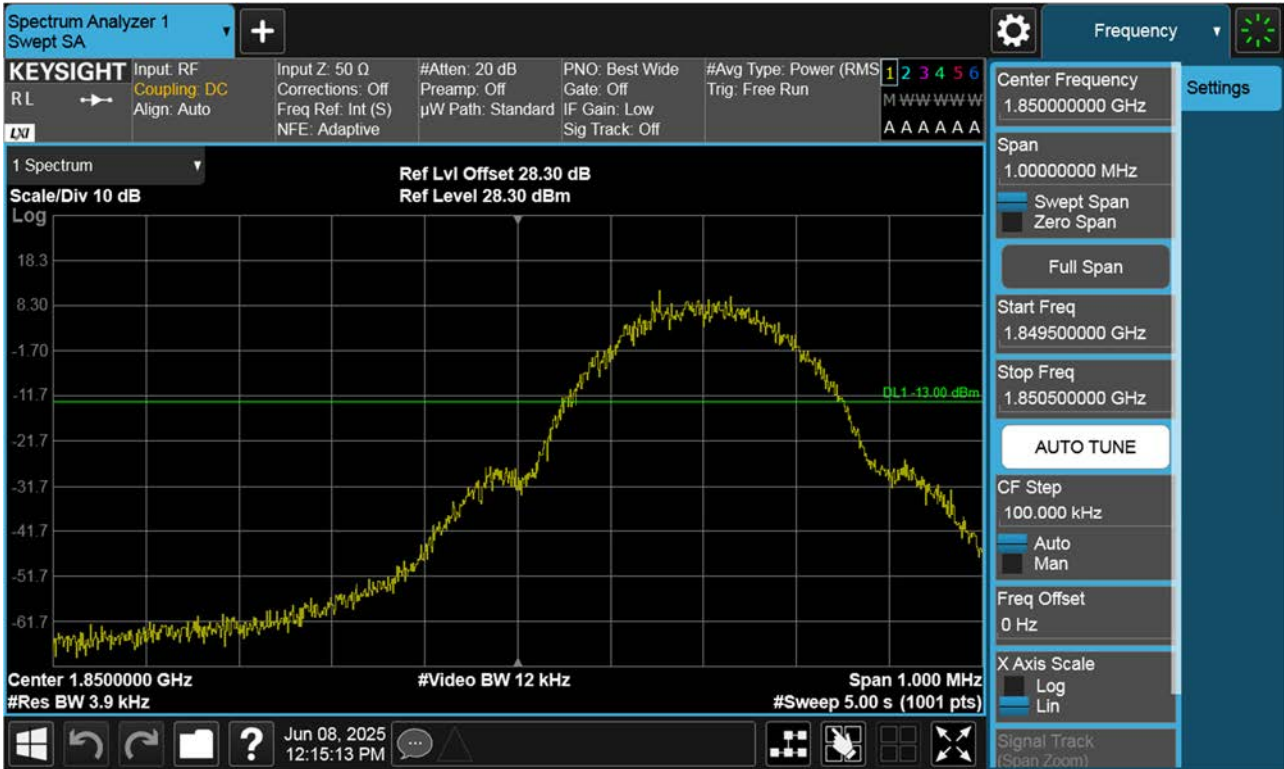 Spectrum Analyzer 1
Swept SA
Frequency
KEYSIGHT
RL
LXI
Input: RF
Coupling: DC
Align: Auto
Input Z: 50 Ω
Corrections: Off
Freq Ref: Int (S)
NFE: Adaptive
#Atten: 20 dB
Preamp: Off
µW Path: Standard
PNO: Best Wide
Gate: Off
IF Gain: Low
Sig Track: Off
#Avg Type: Power (RMS
Trig: Free Run
1 2 3 4 5 6
M W W W W W
A A A A A A
1 Spectrum
Scale/Div 10 dB
Ref Lvl Offset 28.30 dB
Ref Level 28.30 dBm
Log
18.3
8.30
-1.70
-11.7
-21.7
-31.7
-41.7
-51.7
-61.7
DL1 -13.00 dBm
Center 1.8500000 GHz
#Video BW 12 kHz
Span 1.000 MHz
#Res BW 3.9 kHz
#Sweep 5.00 s (1001 pts)
Jun 08, 2025
12:15:13 PM
Center Frequency
1.850000000 GHz
Settings
Span
1.00000000 MHz
Swept Span
Zero Span
Full Span
Start Freq
1.849500000 GHz
Stop Freq
1.850500000 GHz
AUTO TUNE
CF Step
100.000 kHz
Auto
Man
Freq Offset
0 Hz
X Axis Scale
Log
Lin
Signal Track
(Span Zoom)